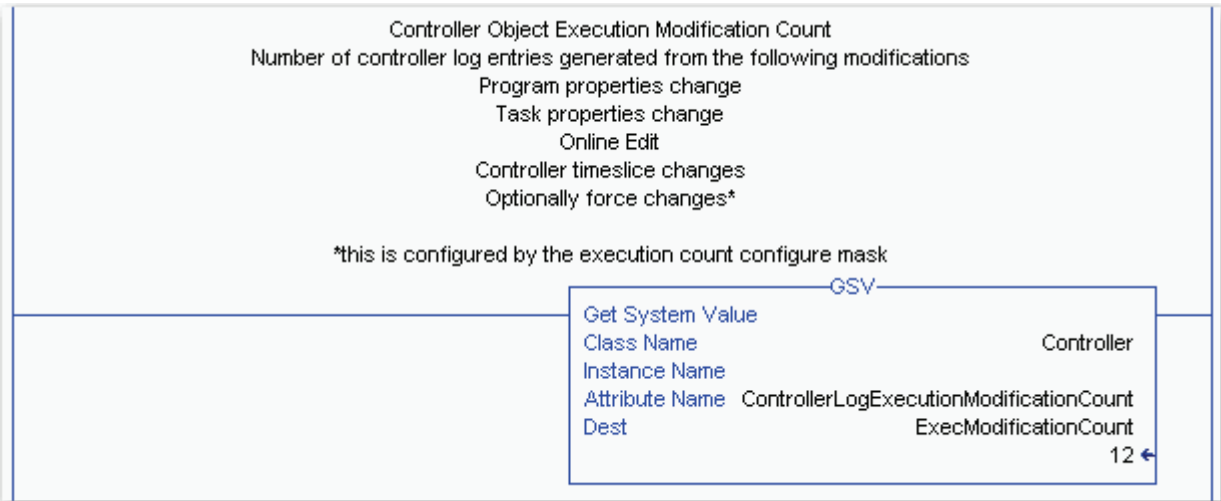 Controller Object Execution Modification Count
Number of controller log entries generated from the following modifications
Program properties change
Task properties change
Online Edit
Controller timeslice changes
Optionally force changes*
*this is configured by the execution count configure mask
GSV
Get System Value
Class Name Controller
Instance Name
Attribute Name ControllerLogExecutionModificationCount
Dest ExecModificationCount
12